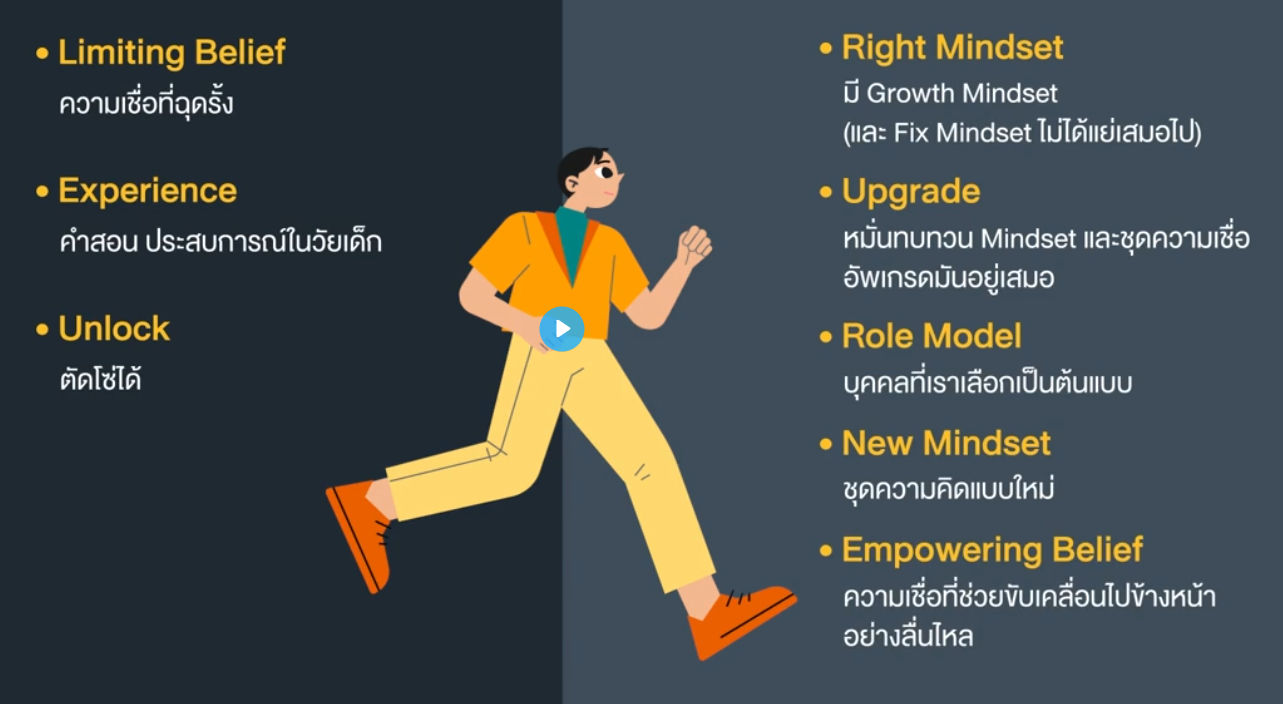 • Limiting Belief
ความเชื่อที่ฉุดรั้ง
• Experience
คำสอน ประสบการณ์ในวัยเด็ก
• Unlock
ตัดโซ่ได้
• Right Mindset
มี Growth Mindset
(และ Fix Mindset ไม่ได้แย่เสมอไป)
• Upgrade
หมั่นทบทวน Mindset และชุดความเชื่อ
อัพเกรดมันอยู่เสมอ
• Role Model
บุคคลที่เราเลือกเป็นต้นแบบ
• New Mindset
ชุดความคิดแบบใหม่
• Empowering Belief
ความเชื่อที่ช่วยขับเคลื่อนไปข้างหน้า
อย่างลื่นไหล